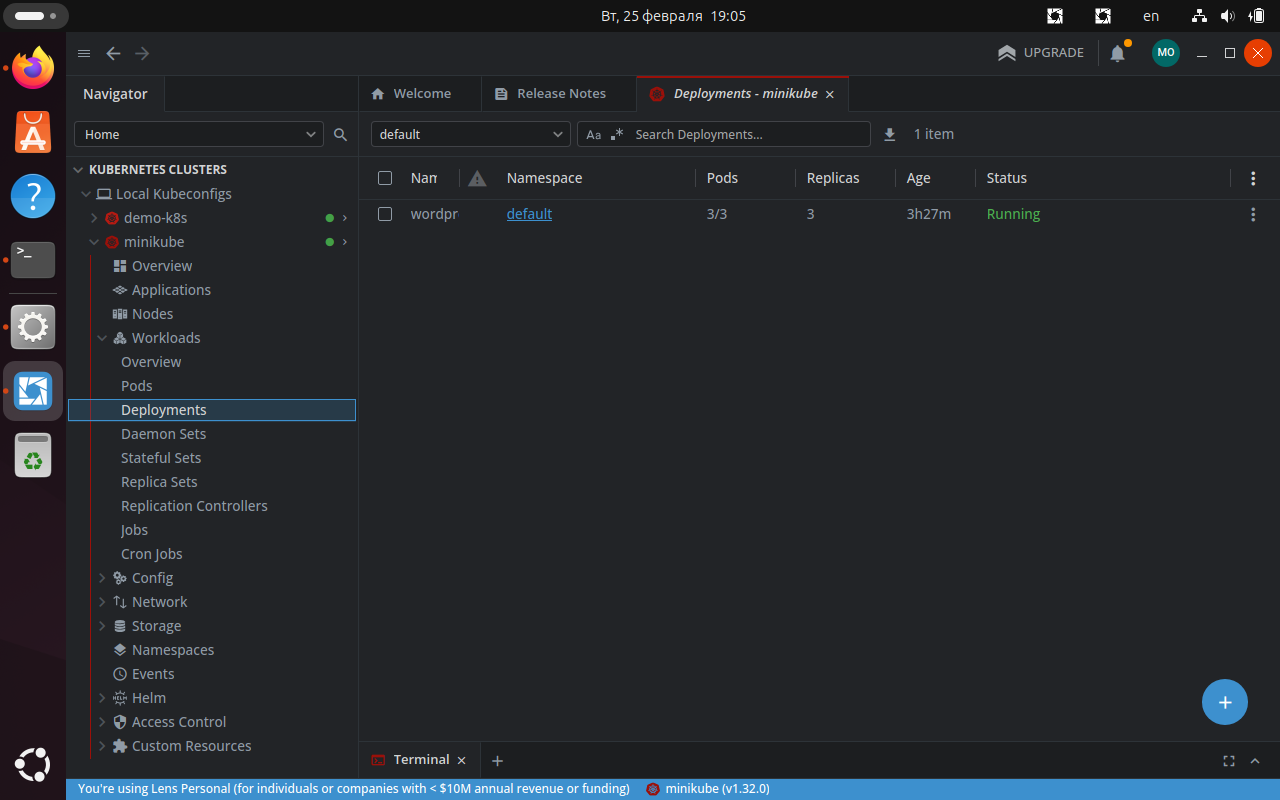 Вт, 25 февраля 19:05
en
UPGRADE
MO
Navigator
Welcome
Release Notes
Deployments - minikube
Home
default
Aa
.*
Search Deployments...
1 item
KUBERNETES CLUSTERS
Nam
Namespace
Pods
Replicas
Age
Status
Local Kubeconfigs
demo-k8s
wordpr
default
3/3
3
3h27m
Running
minikube
Overview
Applications
Nodes
Workloads
Overview
Pods
Deployments
Daemon Sets
Stateful Sets
Replica Sets
Replication Controllers
Jobs
Cron Jobs
Config
Network
Storage
Namespaces
Events
HELM
Helm
Access Control
Custom Resources
Terminal
You're using Lens Personal (for individuals or companies with < $10M annual revenue or funding)
minikube (v1.32.0)